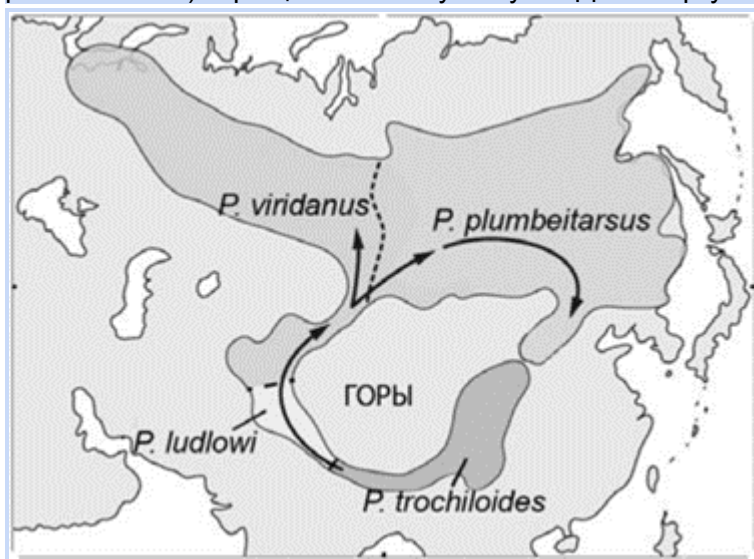 P. viridanus
P. plumbeitarsus
ГОРЫ
P. ludlowi
P. trochiloides